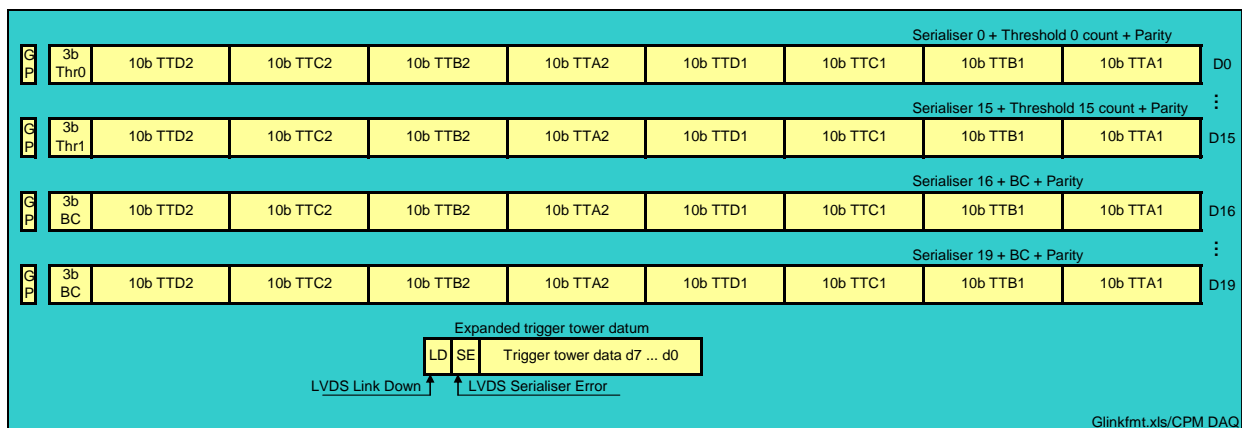 Serialiser 0 + Threshold 0 count + Parity
G P 3b Thr0 10b TTD2 10b TTC2 10b TTB2 10b TTA2 10b TTD1 10b TTC1 10b TTB1 10b TTA1 D0
...
Serialiser 15 + Threshold 15 count + Parity
G P 3b Thr1 10b TTD2 10b TTC2 10b TTB2 10b TTA2 10b TTD1 10b TTC1 10b TTB1 10b TTA1 D15
Serialiser 16 + BC + Parity
G P 3b BC 10b TTD2 10b TTC2 10b TTB2 10b TTA2 10b TTD1 10b TTC1 10b TTB1 10b TTA1 D16
...
Serialiser 19 + BC + Parity
G P 3b BC 10b TTD2 10b TTC2 10b TTB2 10b TTA2 10b TTD1 10b TTC1 10b TTB1 10b TTA1 D19
Expanded trigger tower datum
LD SE Trigger tower data d7 ... d0
LVDS Link Down LVDS Serialiser Error
Glinkfmt.xls/CPM DAQ